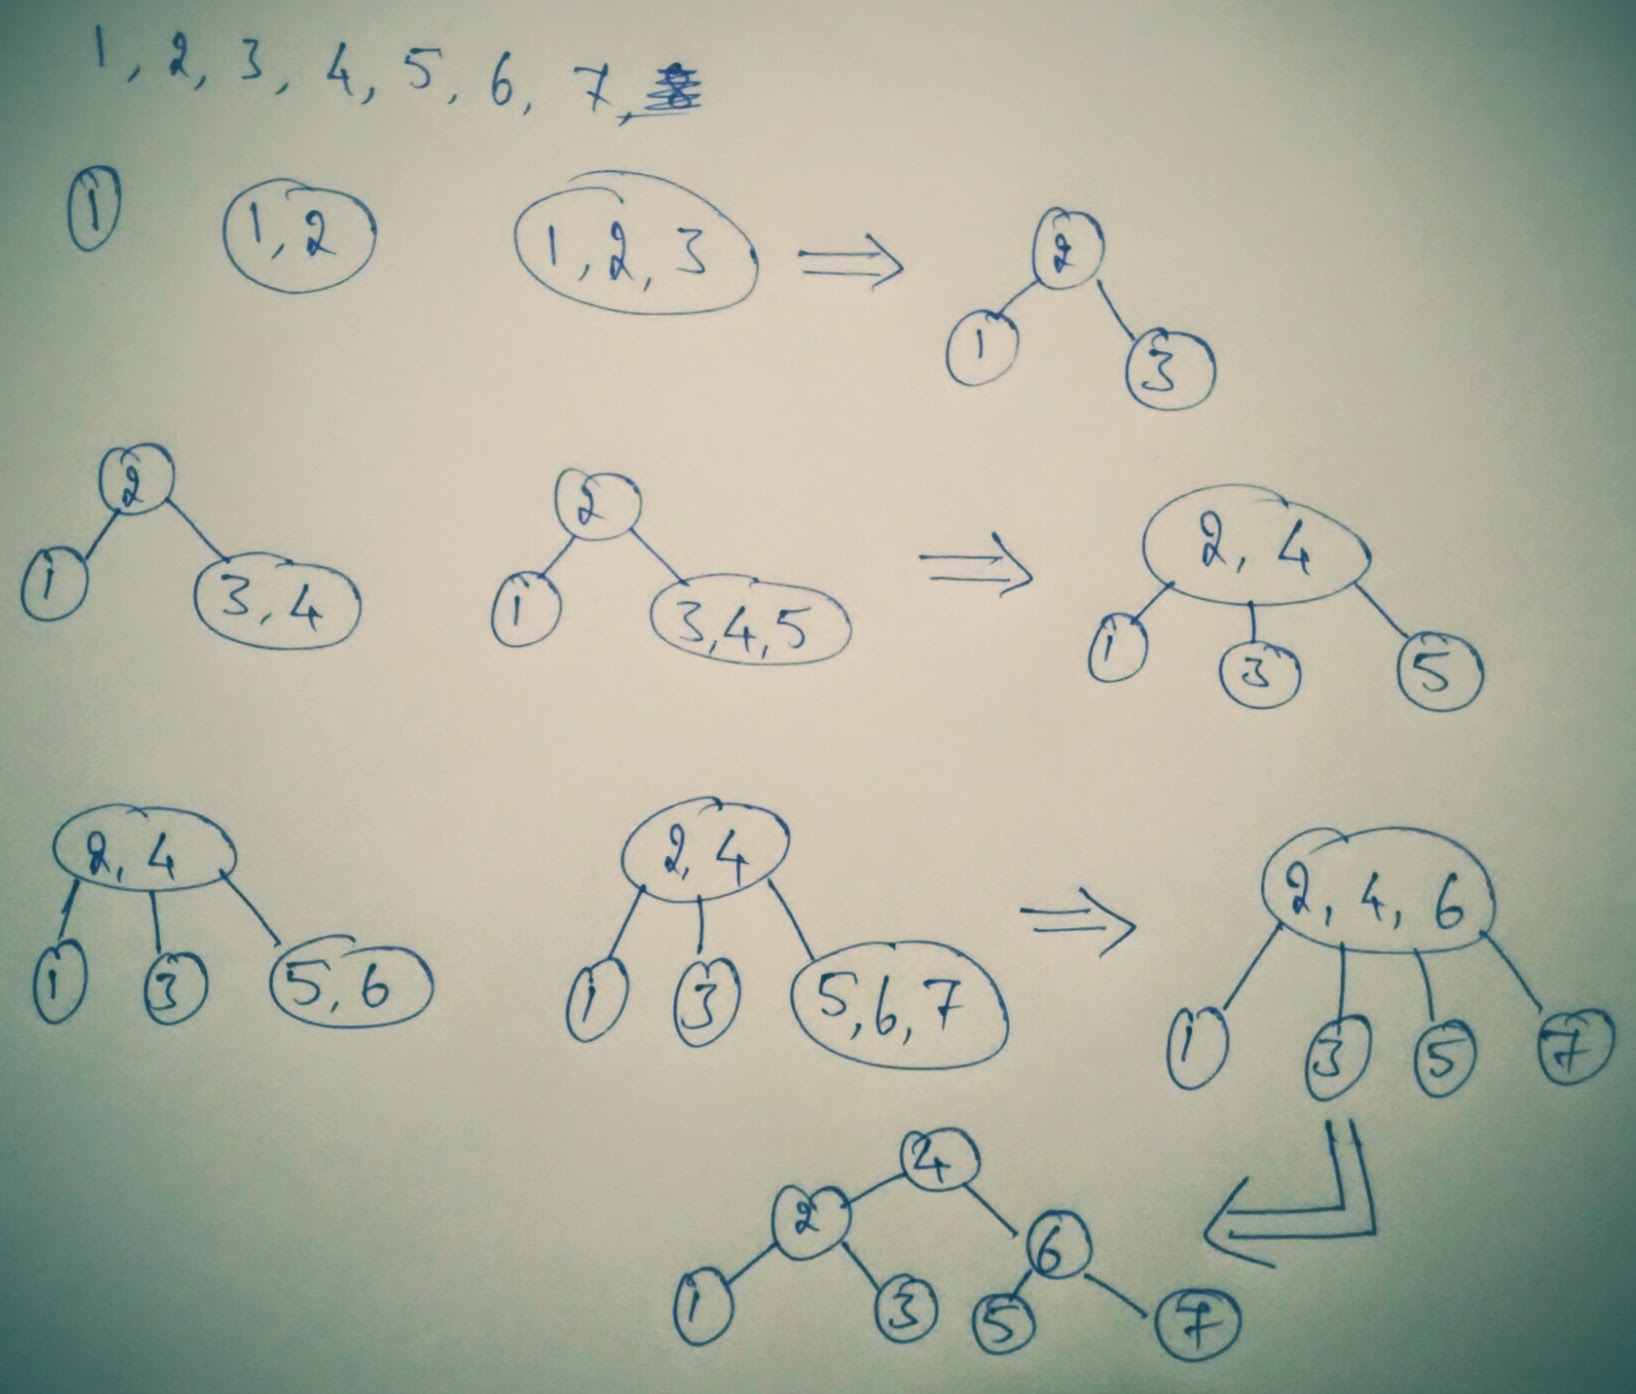 1, 2, 3, 4, 5, 6, 7,
1 1,2 1,2,3 ⇒ 2
1 3
2 2 ⇒ 2, 4
1 3,4 1 3,4,5 1 3 5
2, 4 2, 4 ⇒ 2, 4, 6
1 3 5,6 1 3 5,6,7 1 3 5 7
4
2 6
1 3 5 7